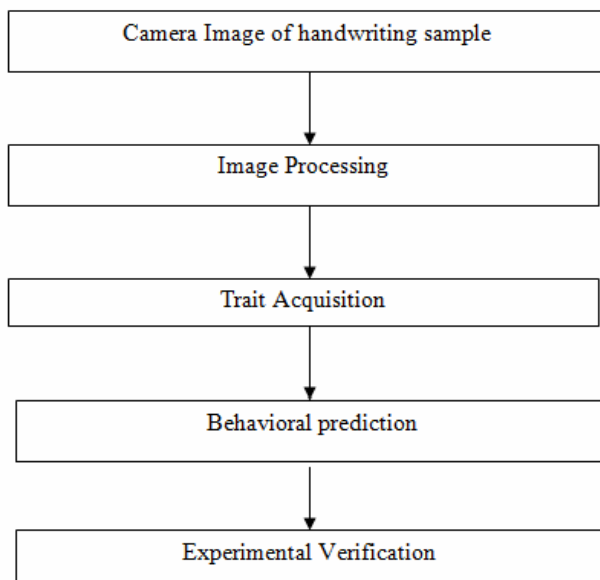 Camera Image of handwriting sample
Image Processing
Trait Acquisition
Behavioral prediction
Experimental Verification